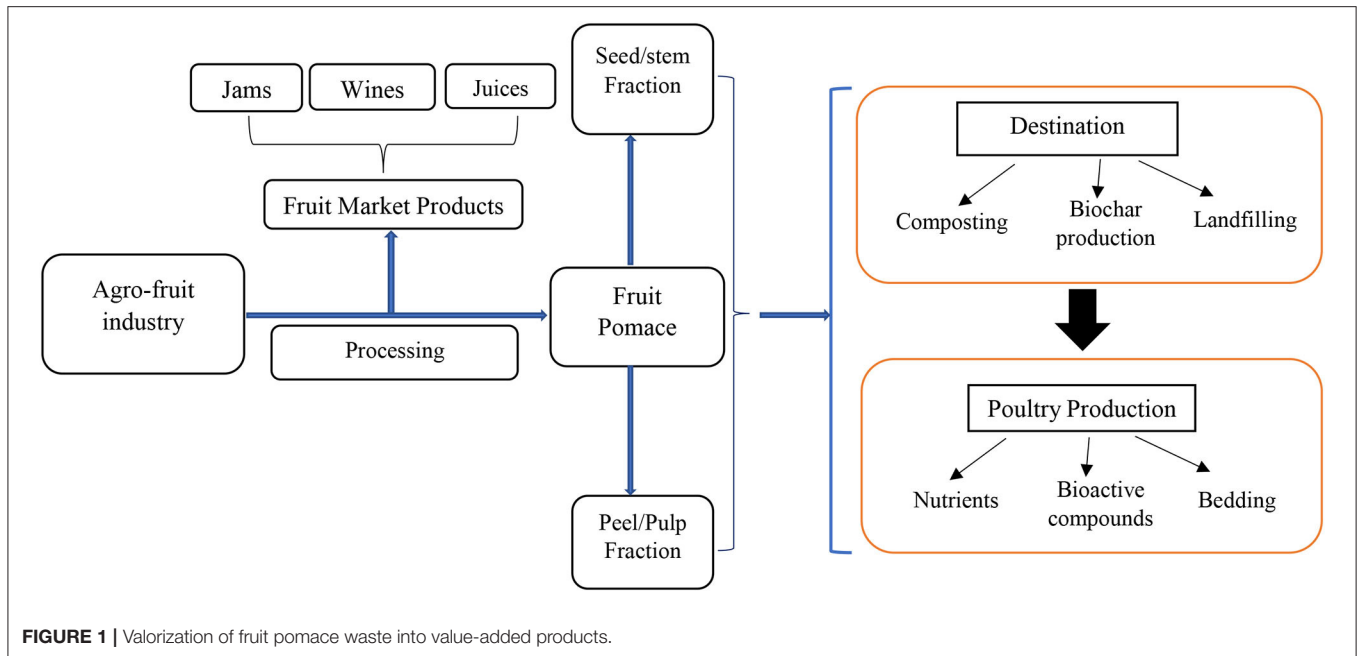 Jams
Wines
Juices
Fruit Market Products
Agro-fruit
industry
Processing
Fruit
Pomace
Seed/stem
Fraction
Peel/Pulp
Fraction
Destination
Composting
Biochar
production
Landfilling
Poultry Production
Nutrients
Bioactive
compounds
Bedding
FIGURE 1 | Valorization of fruit pomace waste into value-added products.